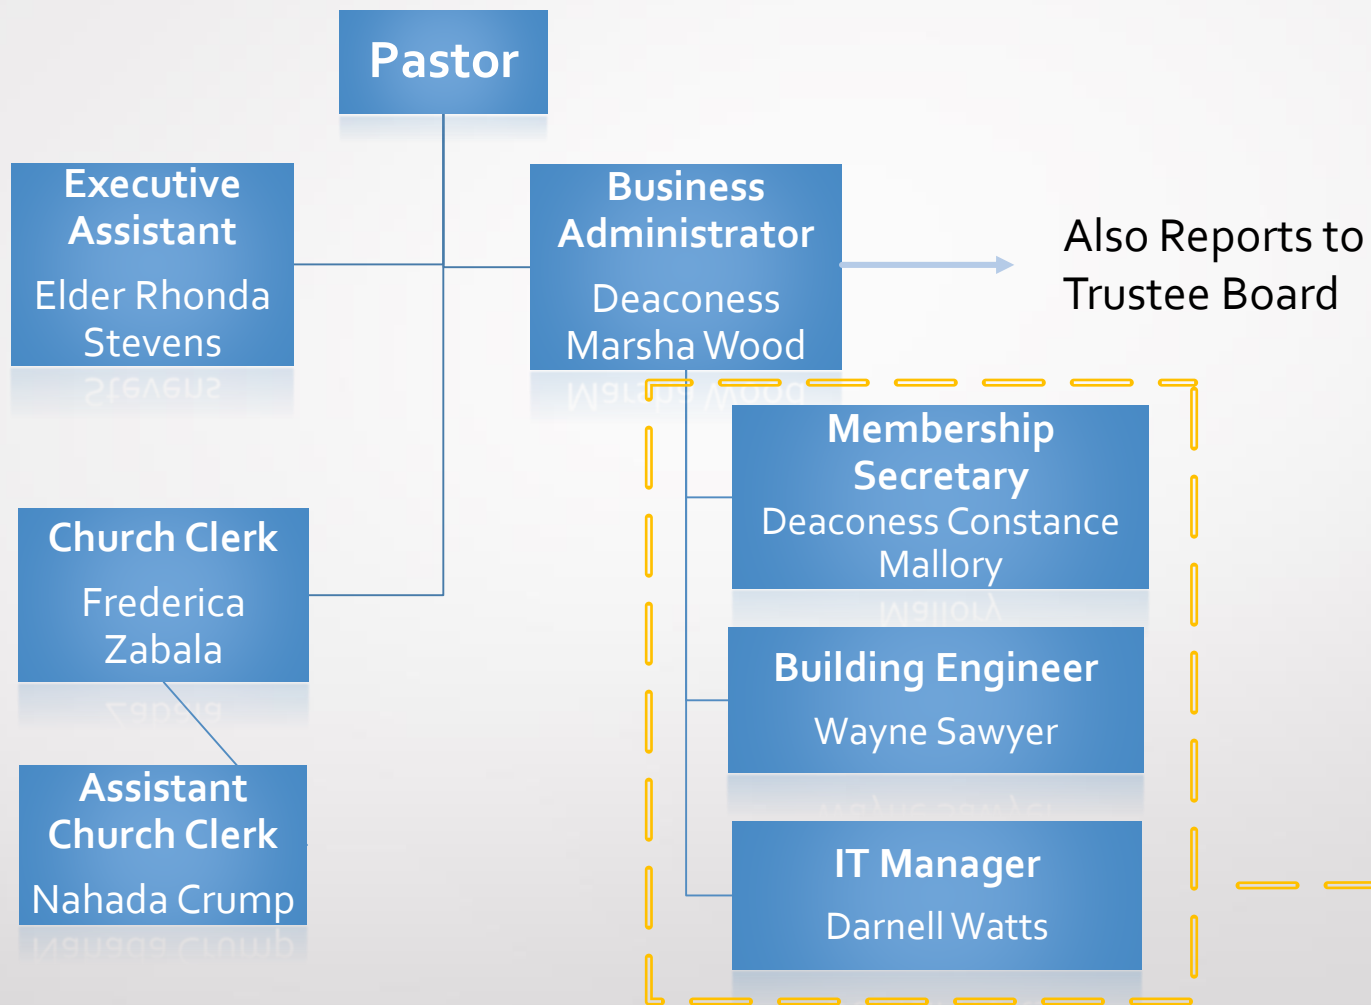 Pastor
Executive
Assistant
Elder Rhonda
Stevens
Business
Administrator
Deaconess
Marsha Wood
Also Reports to
Trustee Board
Church Clerk
Frederica
Zabala
Assistant
Church Clerk
Nahada Crump
Membership
Secretary
Deaconess Constance
Mallory
Building Engineer
Wayne Sawyer
IT Manager
Darnell Watts